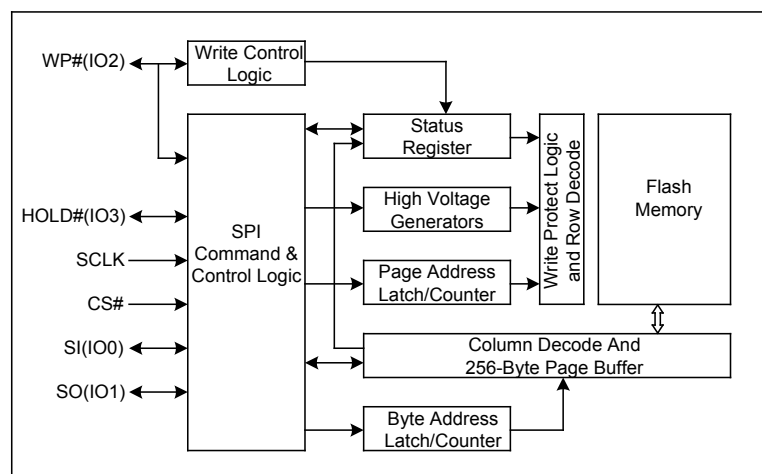 WP#(IO2)
Write Control
Logic
Status
Register
Flash
Memory
HOLD#(IO3)
High Voltage
Generators
Write Protect Logic
and Row Decode
SPI
Command &
Control Logic
SCLK
Page Address
Latch/Counter
CS#
SI(IO0)
Column Decode And
256-Byte Page Buffer
SO(IO1)
Byte Address
Latch/Counter